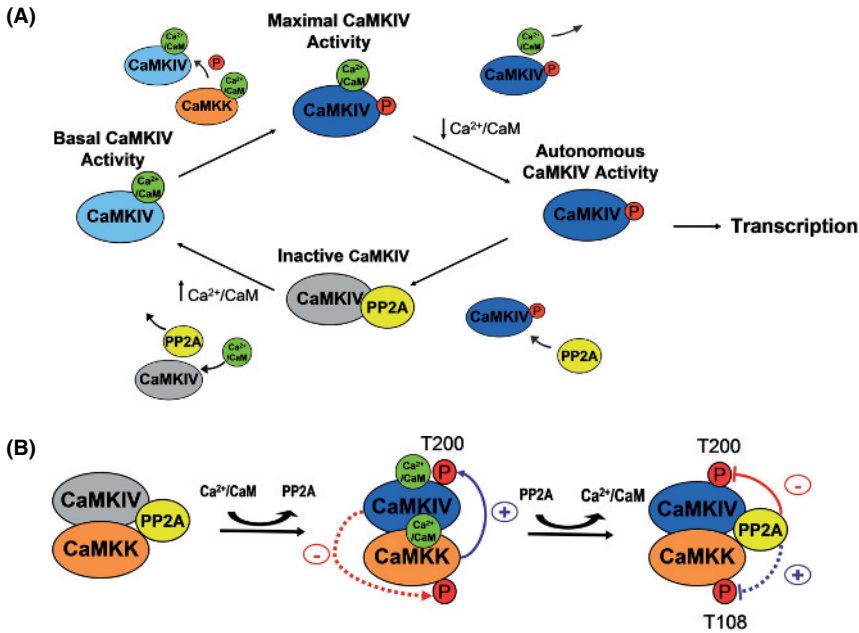 (A)
Maximal CaMKIV
Activity
Ca²⁺
/CaM
CaMKIV
P
Ca²⁺
/CaM
CaMKK
Ca²⁺
/CaM
CaMKIV
P
Ca²⁺
/CaM
CaMKIV
P
↓ Ca²⁺/CaM
Basal CaMKIV
Activity
Ca²⁺
/CaM
CaMKIV
Autonomous
CaMKIV Activity
CaMKIV
P
Transcription
Inactive CaMKIV
CaMKIV
PP2A
↑ Ca²⁺/CaM
PP2A
Ca²⁺
/CaM
CaMKIV
CaMKIV
P
PP2A
(B)
CaMKIV
PP2A
CaMKK
Ca²⁺/CaM PP2A
T200
Ca²⁺
/CaM
P
CaMKIV
Ca²⁺
/CaM
CaMKK
P
-
+
PP2A Ca²⁺/CaM
T200
P
-
CaMKIV
PP2A
CaMKK
+
P
T108